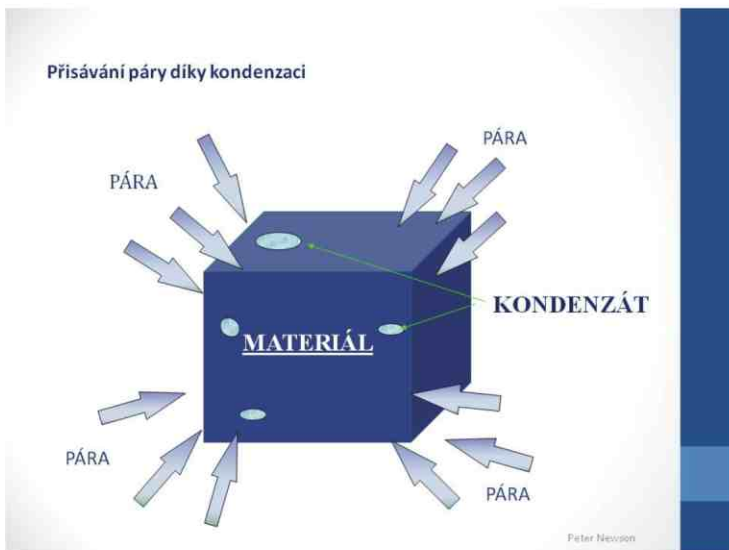 Přisávání páry díky kondenzaci
PÁRA
PÁRA
KONDENZÁT
MATERIÁL
PÁRA
PÁRA
Peter Newson